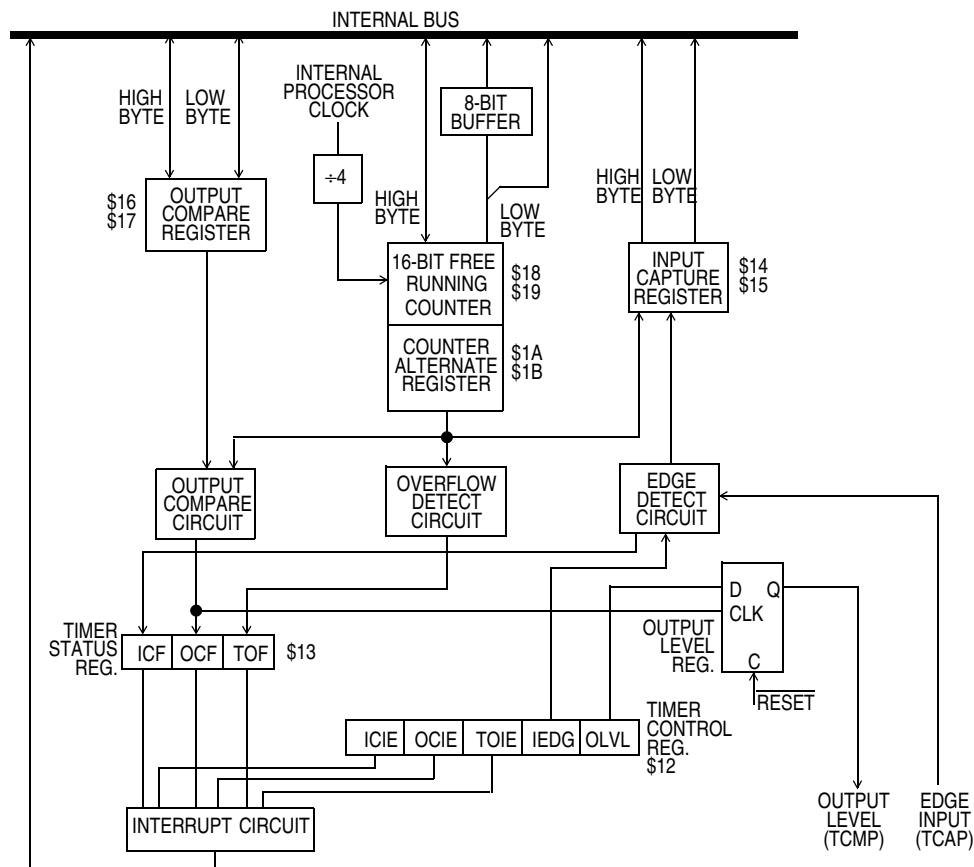 INTERNAL BUS
HIGH
BYTE
LOW
BYTE
INTERNAL
PROCESSOR
CLOCK
÷4
8-BIT
BUFFER
HIGH
BYTE
LOW
BYTE
HIGH
BYTE
LOW
BYTE
$16
$17
OUTPUT
COMPARE
REGISTER
16-BIT FREE
RUNNING
COUNTER
$18
$19
COUNTER
ALTERNATE
REGISTER
$1A
$1B
INPUT
CAPTURE
REGISTER
$14
$15
OUTPUT
COMPARE
CIRCUIT
OVERFLOW
DETECT
CIRCUIT
EDGE
DETECT
CIRCUIT
D Q
CLK
C
OUTPUT
LEVEL
REG.
RESET
TIMER
STATUS
REG.
ICF OCF TOF
$13
ICIE OCIE TOIE IEDG OLVL
TIMER
CONTROL
REG.
$12
INTERRUPT CIRCUIT
OUTPUT
LEVEL
(TCMP)
EDGE
INPUT
(TCAP)